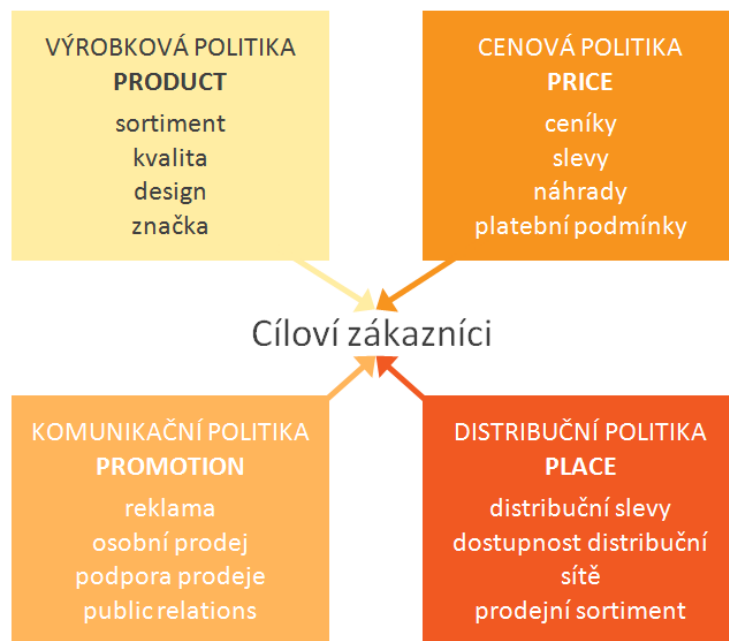 VÝROBKOVÁ POLITIKA
PRODUCT
sortiment
kvalita
design
značka
CENOVÁ POLITIKA
PRICE
ceníky
slevy
náhrady
platební podmínky
Cíloví zákazníci
KOMUNIKAČNÍ POLITIKA
PROMOTION
reklama
osobní prodej
podpora prodeje
public relations
DISTRIBUČNÍ POLITIKA
PLACE
distribuční slevy
dostupnost distribuční
sítě
prodejní sortiment